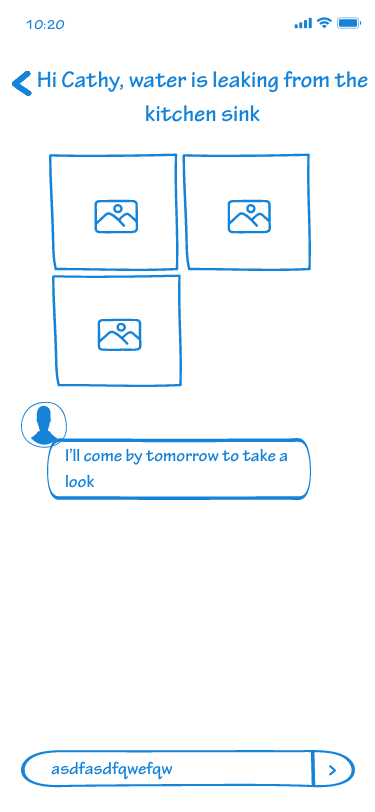 10:20
Hi Cathy, water is leaking from the
kitchen sink
I'll come by tomorrow to take a
look
asdfasdfqwefqw